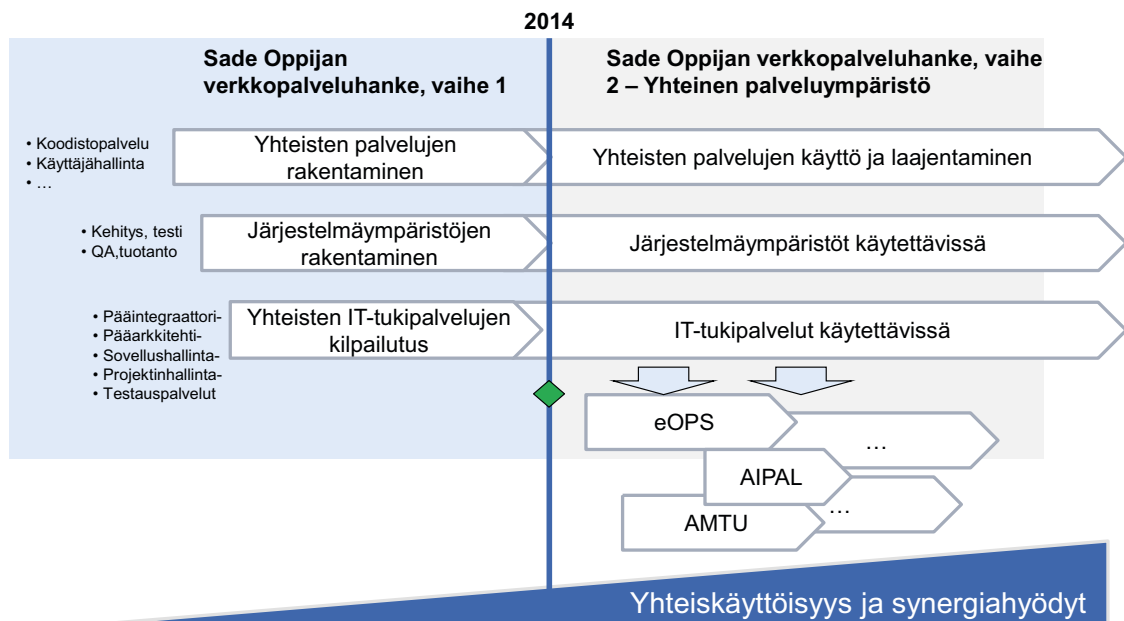 2014
Sade Oppijan
verkkopalveluhanke, vaihe 1
Sade Oppijan verkkopalveluhanke, vaihe
2 – Yhteinen palveluympäristö
• Koodistopalvelu
• Käyttäjähallinta
• ...
Yhteisten palvelujen
rakentaminen
Yhteisten palvelujen käyttö ja laajentaminen
• Kehitys, testi
• QA,tuotanto
Järjestelmäympäristöjen
rakentaminen
Järjestelmäympäristöt käytettävissä
• Pääintegraattori-
• Pääarkkitehti-
• Sovellushallinta-
• Projektinhallinta-
• Testauspalvelut
Yhteisten IT-tukipalvelujen
kilpailutus
IT-tukipalvelut käytettävissä
eOPS
...
AIPAL
...
AMTU
Yhteiskäyttöisyys ja synergiahyödyt